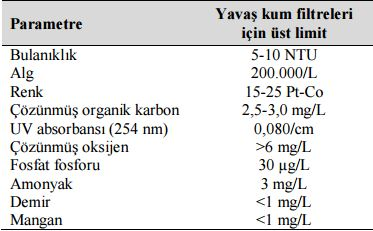 Parametre Yavaş kum filtreleri
için üst limit
Bulanıklık 5-10 NTU
Alg 200.000/L
Renk 15-25 Pt-Co
Çözünmüş organik karbon 2,5-3,0 mg/L
UV absorbansı (254 nm) 0,080/cm
Çözünmüş oksijen >6 mg/L
Fosfat fosforu 30 µg/L
Amonyak 3 mg/L
Demir <1 mg/L
Mangan <1 mg/L